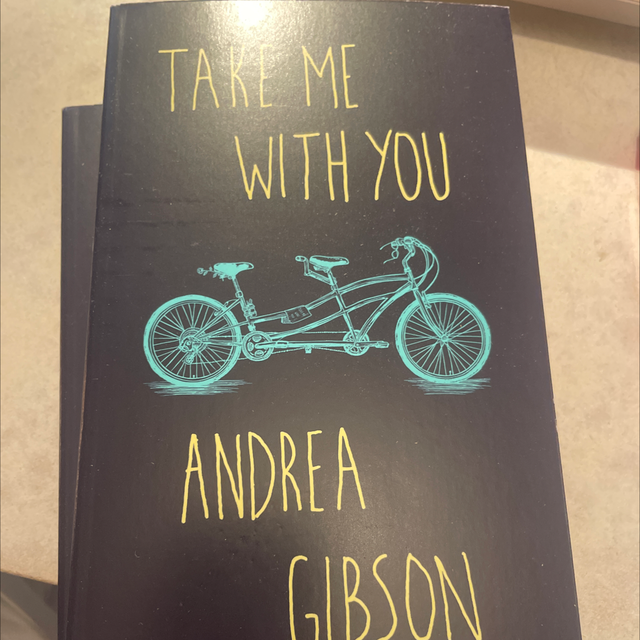 TAKE ME
WITH YOU
ANDREA
GIBSON